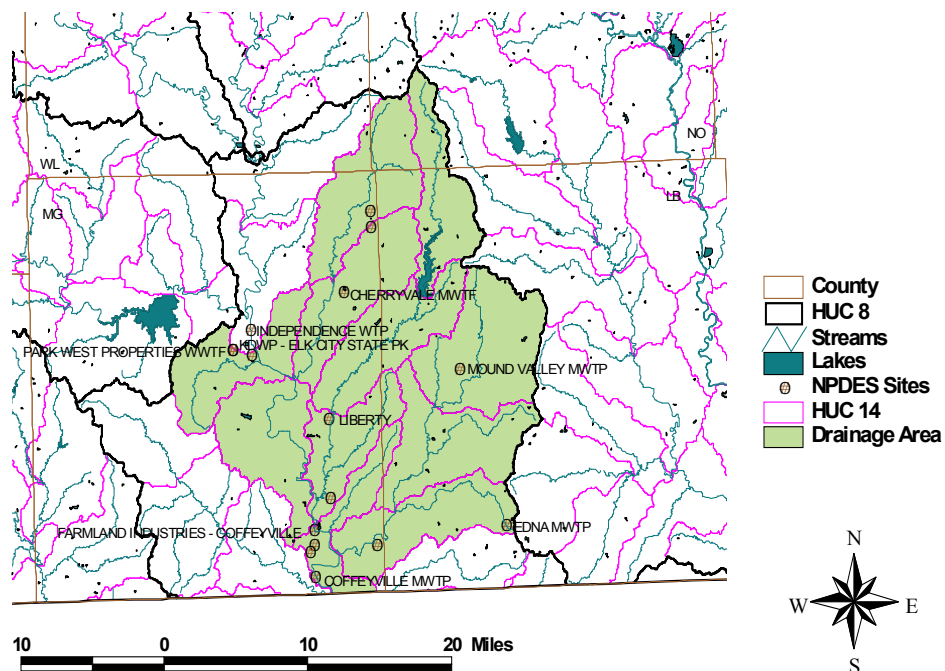 NO
WL
LB
MG
CHERRYVALE MWTF
INDEPENDENCE WTP
KDWP - ELK CITY STATE PK
PARK WEST PROPERTIES WWTF
MOUND VALLEY MWTP
LIBERTY
EDNA MWTP
FARMLAND INDUSTRIES - COFFEYVILLE
COFFEYVILLE MWTP
County
HUC 8
Streams
Lakes
NPDES Sites
HUC 14
Drainage Area
N
W E
S
10 0 10 20 Miles